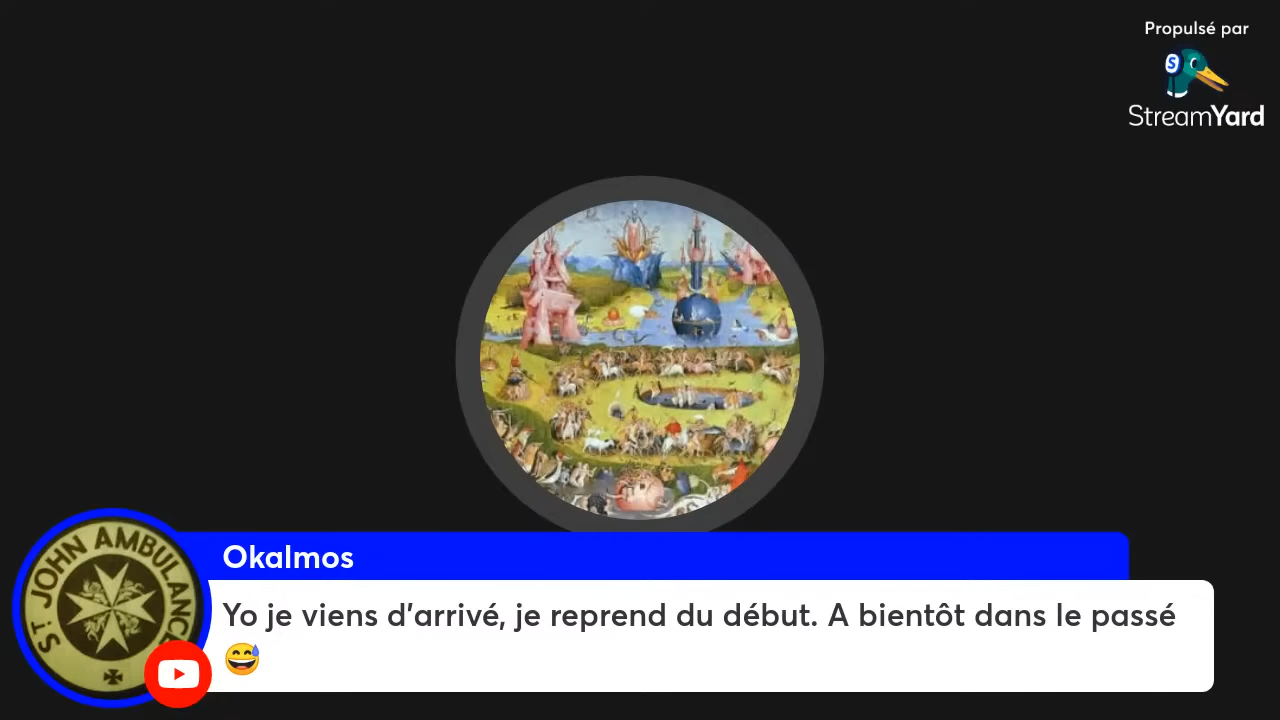 Propulsé par
S
StreamYard
ST JOHN AMBULANCE
Okalmos
Yo je viens d'arrivé, je reprend du début. A bientôt dans le passé
😅